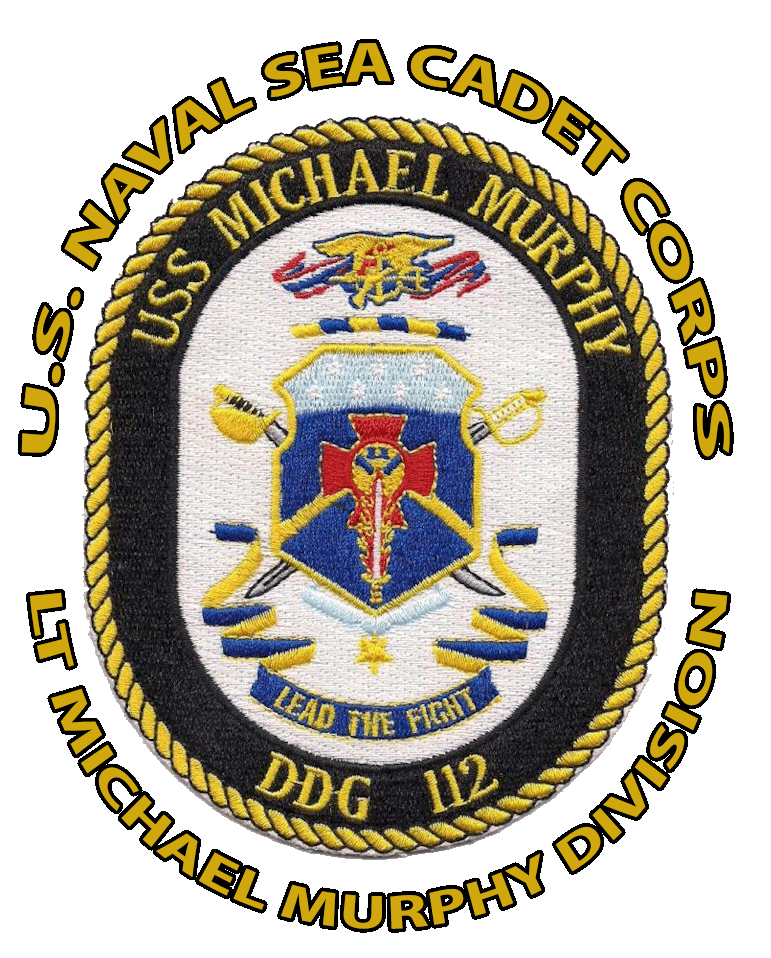 U.S. NAVAL SEA CADET CORPS
USS MICHAEL MURPHY
LEAD THE FIGHT
DDG 112
LT MICHAEL MURPHY DIVISION